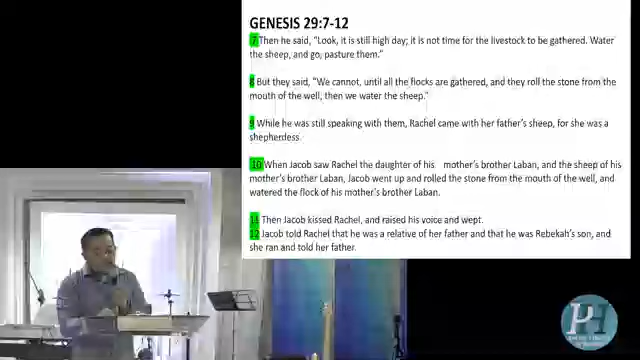 GENESIS 29:7-12
7 Then he said, "Look, it is still high day; it is not time for the livestock to be gathered. Water
the sheep, and go, pasture them."
8 But they said, "We cannot, until all the flocks are gathered, and they roll the stone from the
mouth of the well, then we water the sheep."
9 While he was still speaking with them, Rachel came with her father's sheep, for she was a
shepherdess.
10 When Jacob saw Rachel the daughter of his mother's brother Laban, and the sheep of his
mother's brother Laban, Jacob went up and rolled the stone from the mouth of the well, and
watered the flock of his mother's brother Laban.
11 Then Jacob kissed Rachel, and raised his voice and wept.
12 Jacob told Rachel that he was a relative of her father and that he was Rebekah's son, and
she ran and told her father.
PH